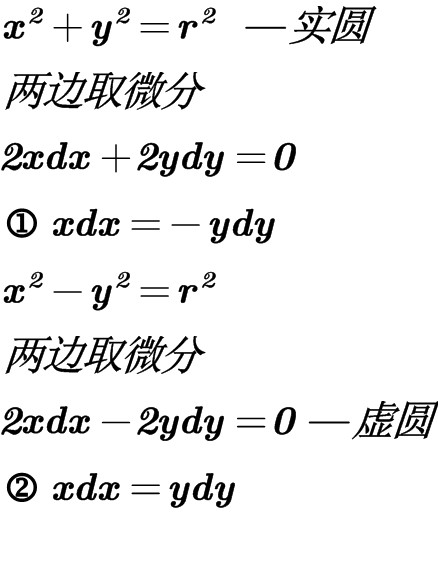 x² + y² = r² —实圆
两边取微分
2xdx + 2ydy = 0
① xdx = − ydy
x² − y² = r²
两边取微分
2xdx − 2ydy = 0 —虚圆
② xdx = ydy